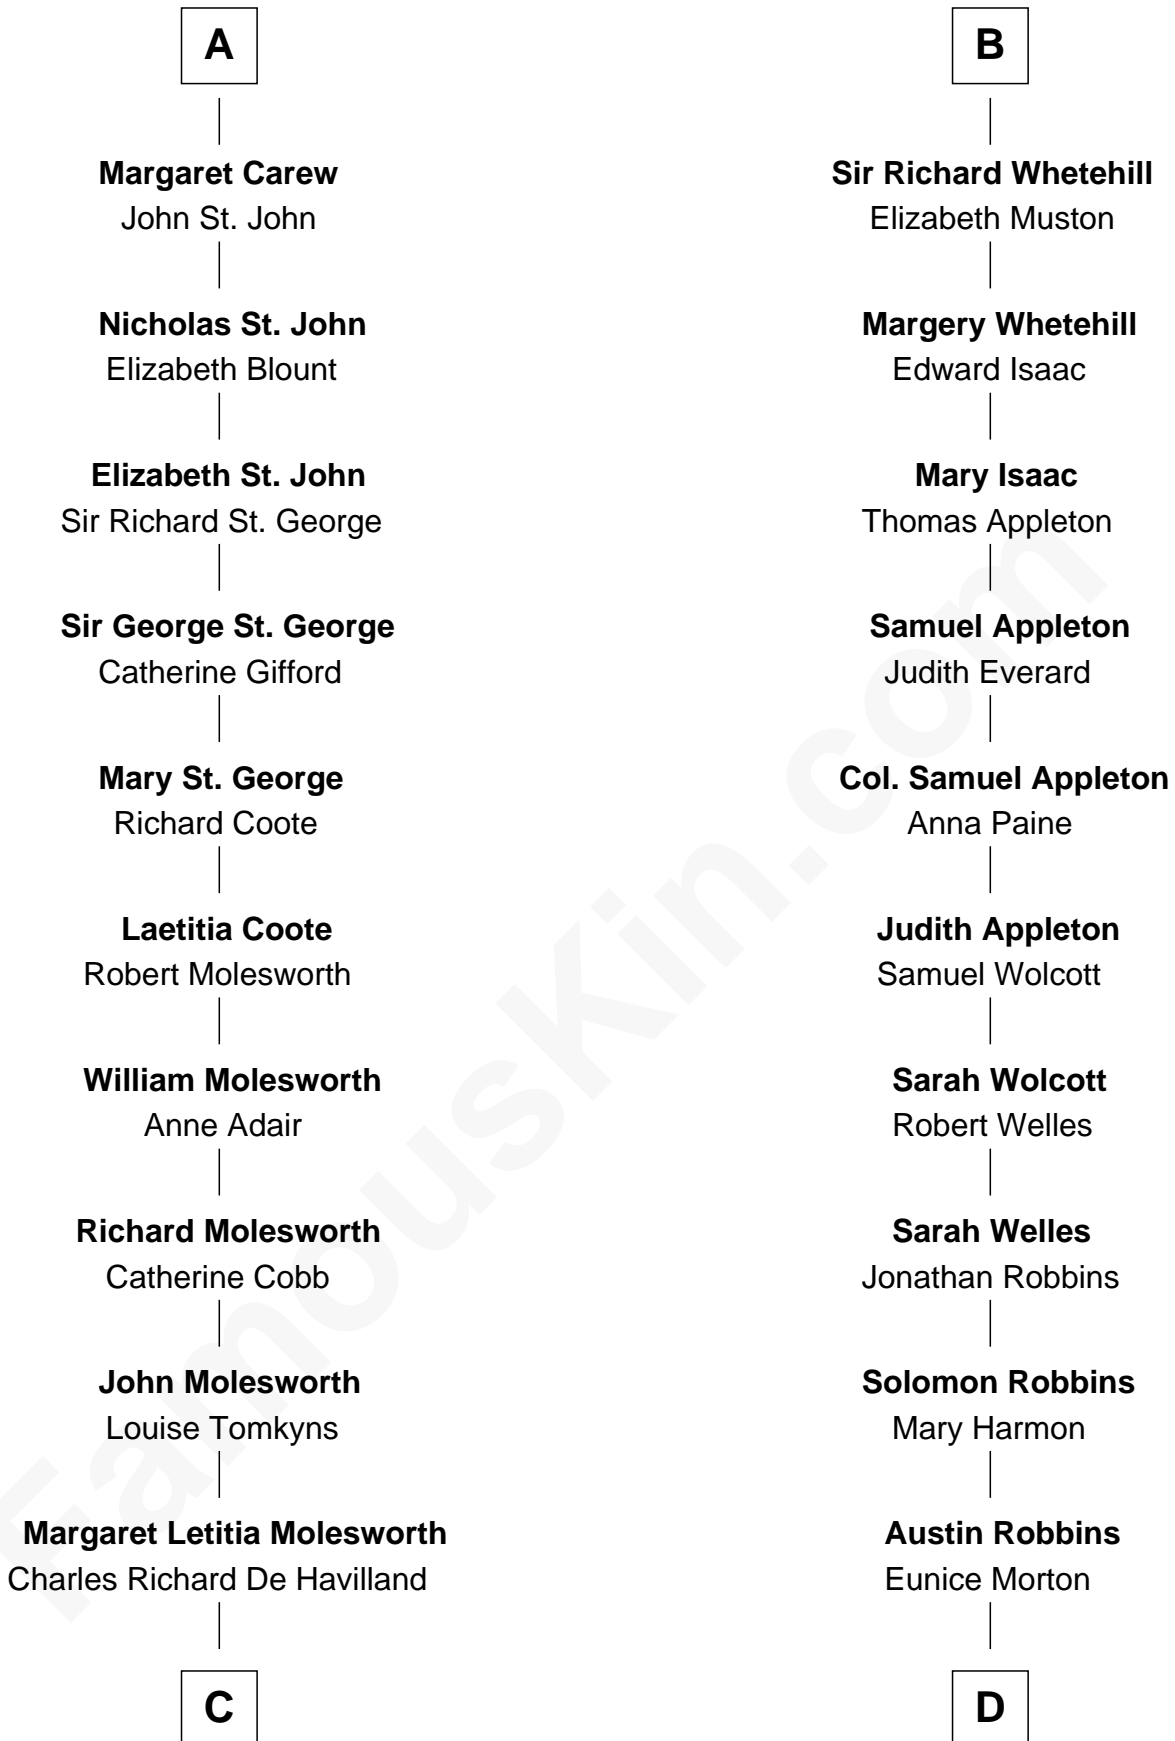 A
Margaret Carew
John St. John
Nicholas St. John
Elizabeth Blount
Elizabeth St. John
Sir Richard St. George
Sir George St. George
Catherine Gifford
Mary St. George
Richard Coote
Laetitia Coote
Robert Molesworth
William Molesworth
Anne Adair
Richard Molesworth
Catherine Cobb
John Molesworth
Louise Tomkyns
Margaret Letitia Molesworth
Charles Richard De Havilland
C
B
Sir Richard Whetehill
Elizabeth Muston
Margery Whetehill
Edward Isaac
Mary Isaac
Thomas Appleton
Samuel Appleton
Judith Everard
Col. Samuel Appleton
Anna Paine
Judith Appleton
Samuel Wolcott
Sarah Wolcott
Robert Welles
Sarah Welles
Jonathan Robbins
Solomon Robbins
Mary Harmon
Austin Robbins
Eunice Morton
D
FamousKin.com